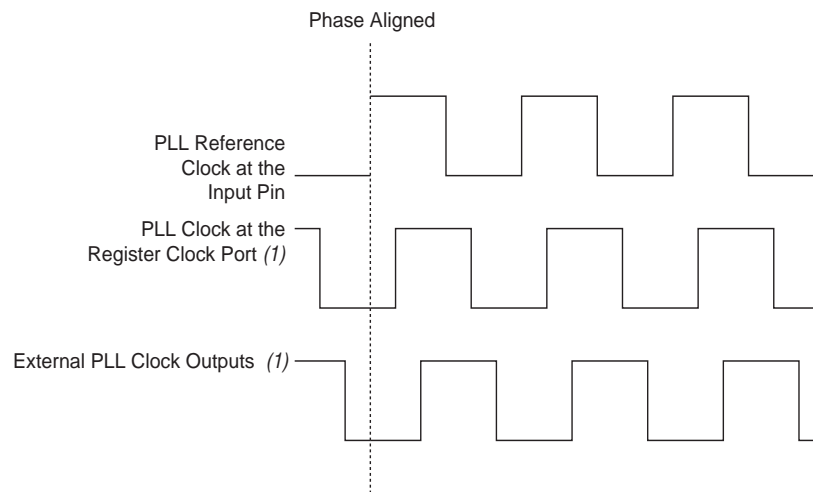 Phase Aligned
PLL Reference
Clock at the
Input Pin
PLL Clock at the
Register Clock Port (1)
External PLL Clock Outputs (1)